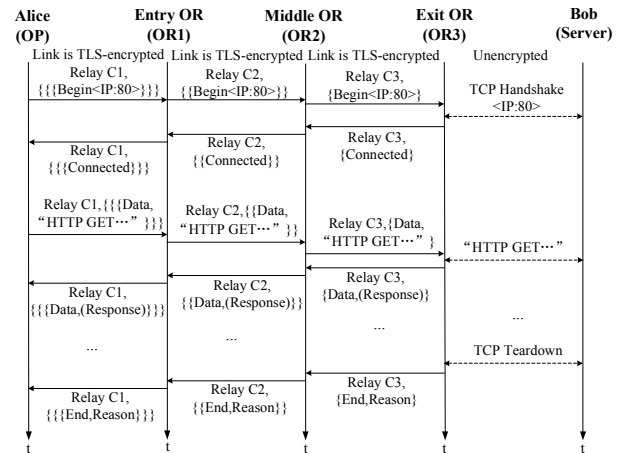 Alice Entry OR Middle OR Exit OR Bob
(OP) (OR1) (OR2) (OR3) (Server)
Link is TLS-encrypted Link is TLS-encrypted Link is TLS-encrypted Unencrypted
Relay C1,
{{{Begin<IP:80>}}}
Relay C2,
{{Begin<IP:80>}}
Relay C3,
{Begin<IP:80>}
TCP Handshake
<IP:80>
Relay C1,
{{{Connected}}}
Relay C2,
{{Connected}}
Relay C3,
{Connected}
Relay C1,{{{Data,
“HTTP GET···” }}}
Relay C2,{{Data,
“HTTP GET···” }}
Relay C3,{Data,
“HTTP GET···” }
“HTTP GET···”
Relay C1,
{{{Data,(Response)}}}
Relay C2,
{{Data,(Response)}}
Relay C3,
{Data,(Response)}
...
...
...
...
TCP Teardown
Relay C1,
{{{End,Reason}}}
Relay C2,
{{End,Reason}}
Relay C3,
{End,Reason}
t t t t t